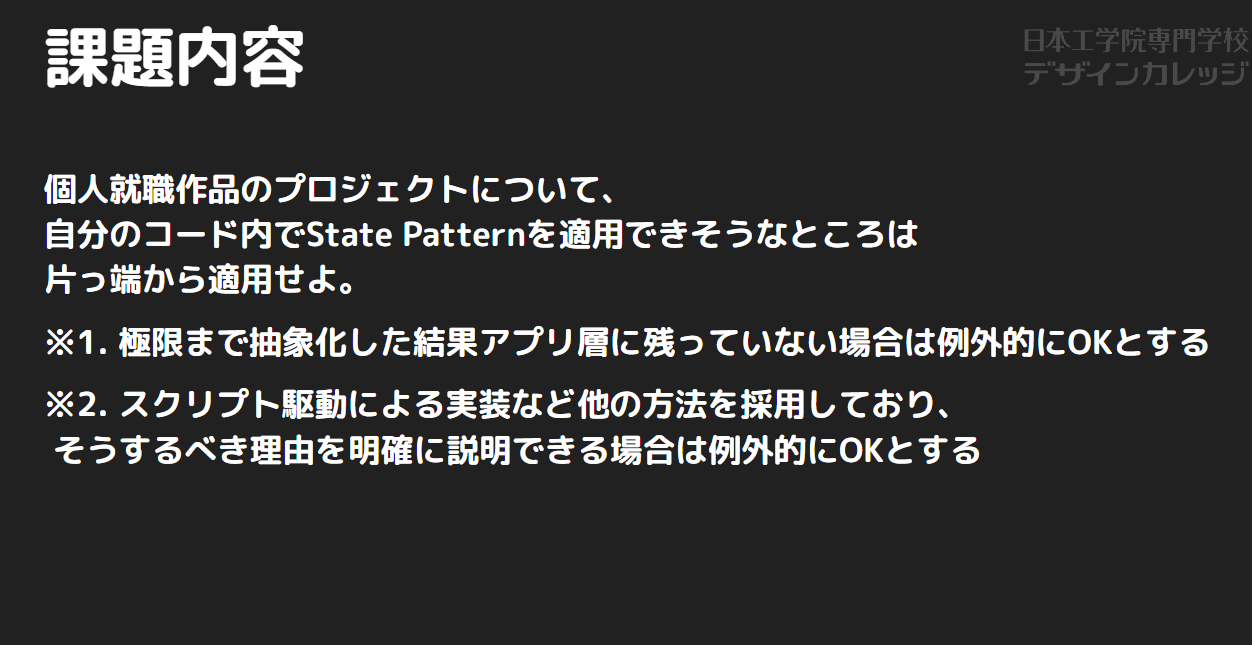 課題内容
日本工学院専門学校
デザインカレッジ
個人就職作品のプロジェクトについて、
自分のコード内でState Patternを適用できそうなところは
片っ端から適用せよ。
※1. 極限まで抽象化した結果アプリ層に残っていない場合は例外的にOKとする
※2. スクリプト駆動による実装など他の方法を採用しており、
そうするべき理由を明確に説明できる場合は例外的にOKとする